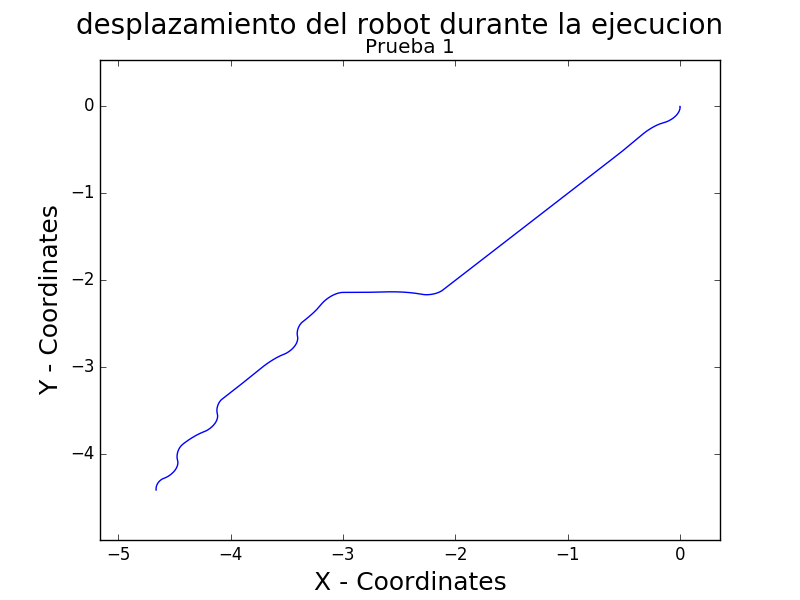 desplazamiento del robot durante la ejecucion
Prueba 1
0
−1
−2
−3
−4
Y - Coordinates
−5
−4
−3
−2
−1
0
X - Coordinates